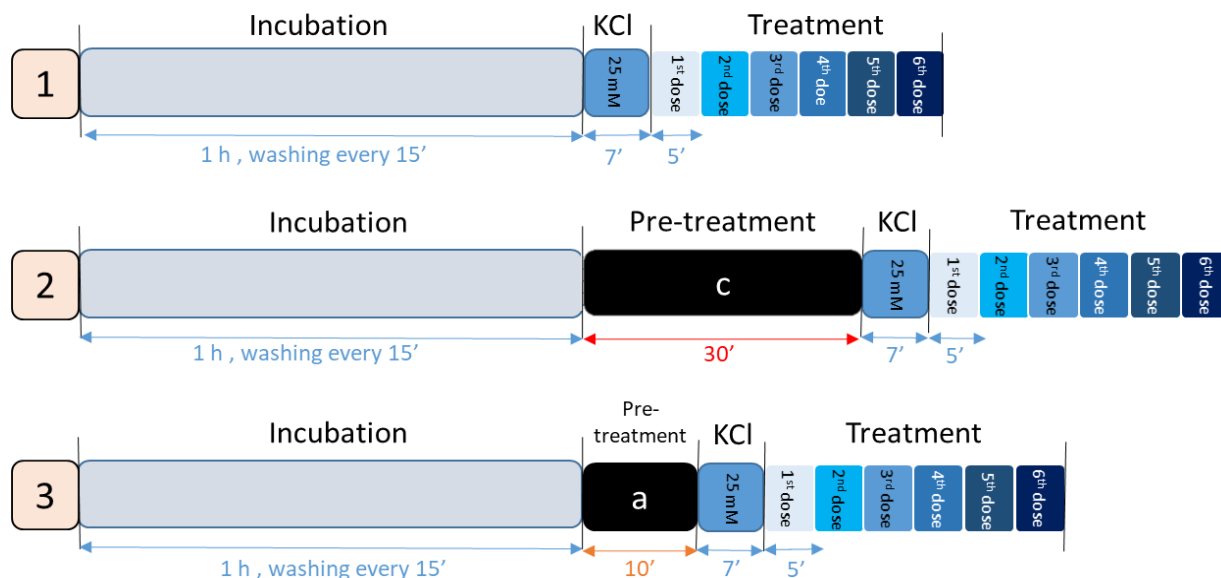 Incubation KCl Treatment
1 25 mM 1st dose 2nd dose 3rd dose 4th doe 5th dose 6th dose
1 h , washing every 15’ 7’ 5’
Incubation Pre-treatment KCl Treatment
2 c 25 mM 1st dose 2nd dose 3rd dose 4th dose 5th dose 6th dose
1 h , washing every 15’ 30’ 7’ 5’
Pre-
Incubation treatment KCl Treatment
3 a 25 mM 1st dose 2nd dose 3rd dose 4th dose 5th dose 6th dose
1 h , washing every 15’ 10’ 7’ 5’